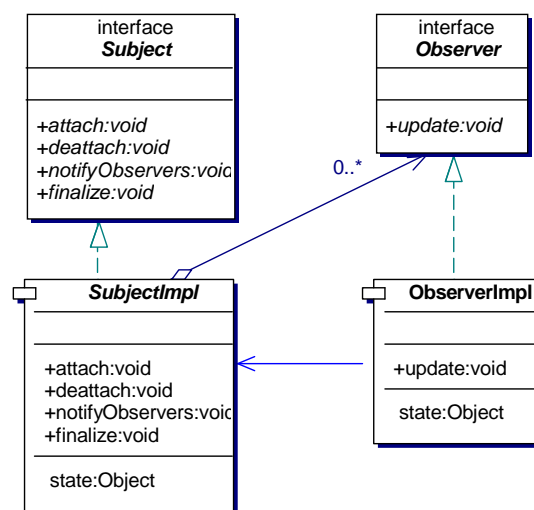 interface
Subject
+attach:void
+deattach:void
+notifyObservers:void
+finalize:void
interface
Observer
+update:void
0..*
SubjectImpl
+attach:void
+deattach:void
+notifyObservers:void
+finalize:void
state:Object
ObserverImpl
+update:void
state:Object